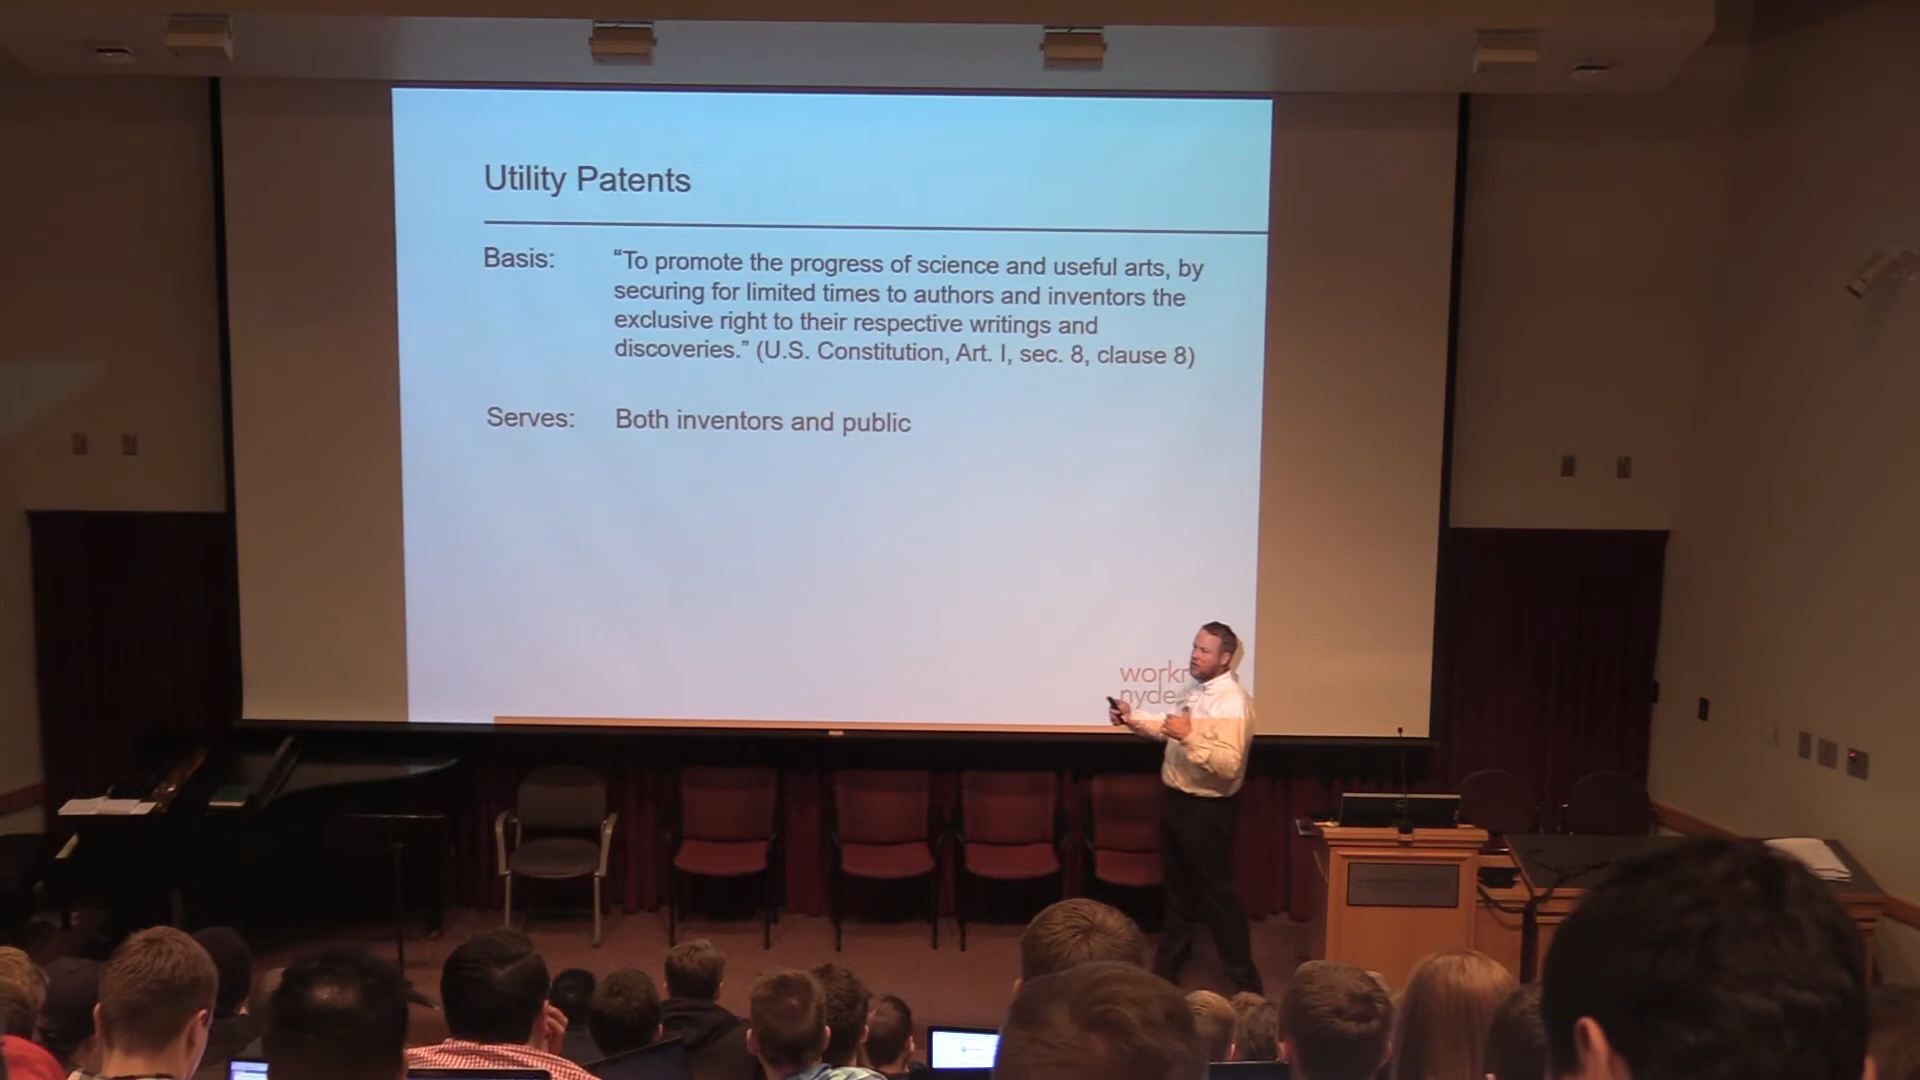 Utility Patents
Basis: “To promote the progress of science and useful arts, by
securing for limited times to authors and inventors the
exclusive right to their respective writings and
discoveries.” (U.S. Constitution, Art. I, sec. 8, clause 8)
Serves: Both inventors and public
workr
nyde